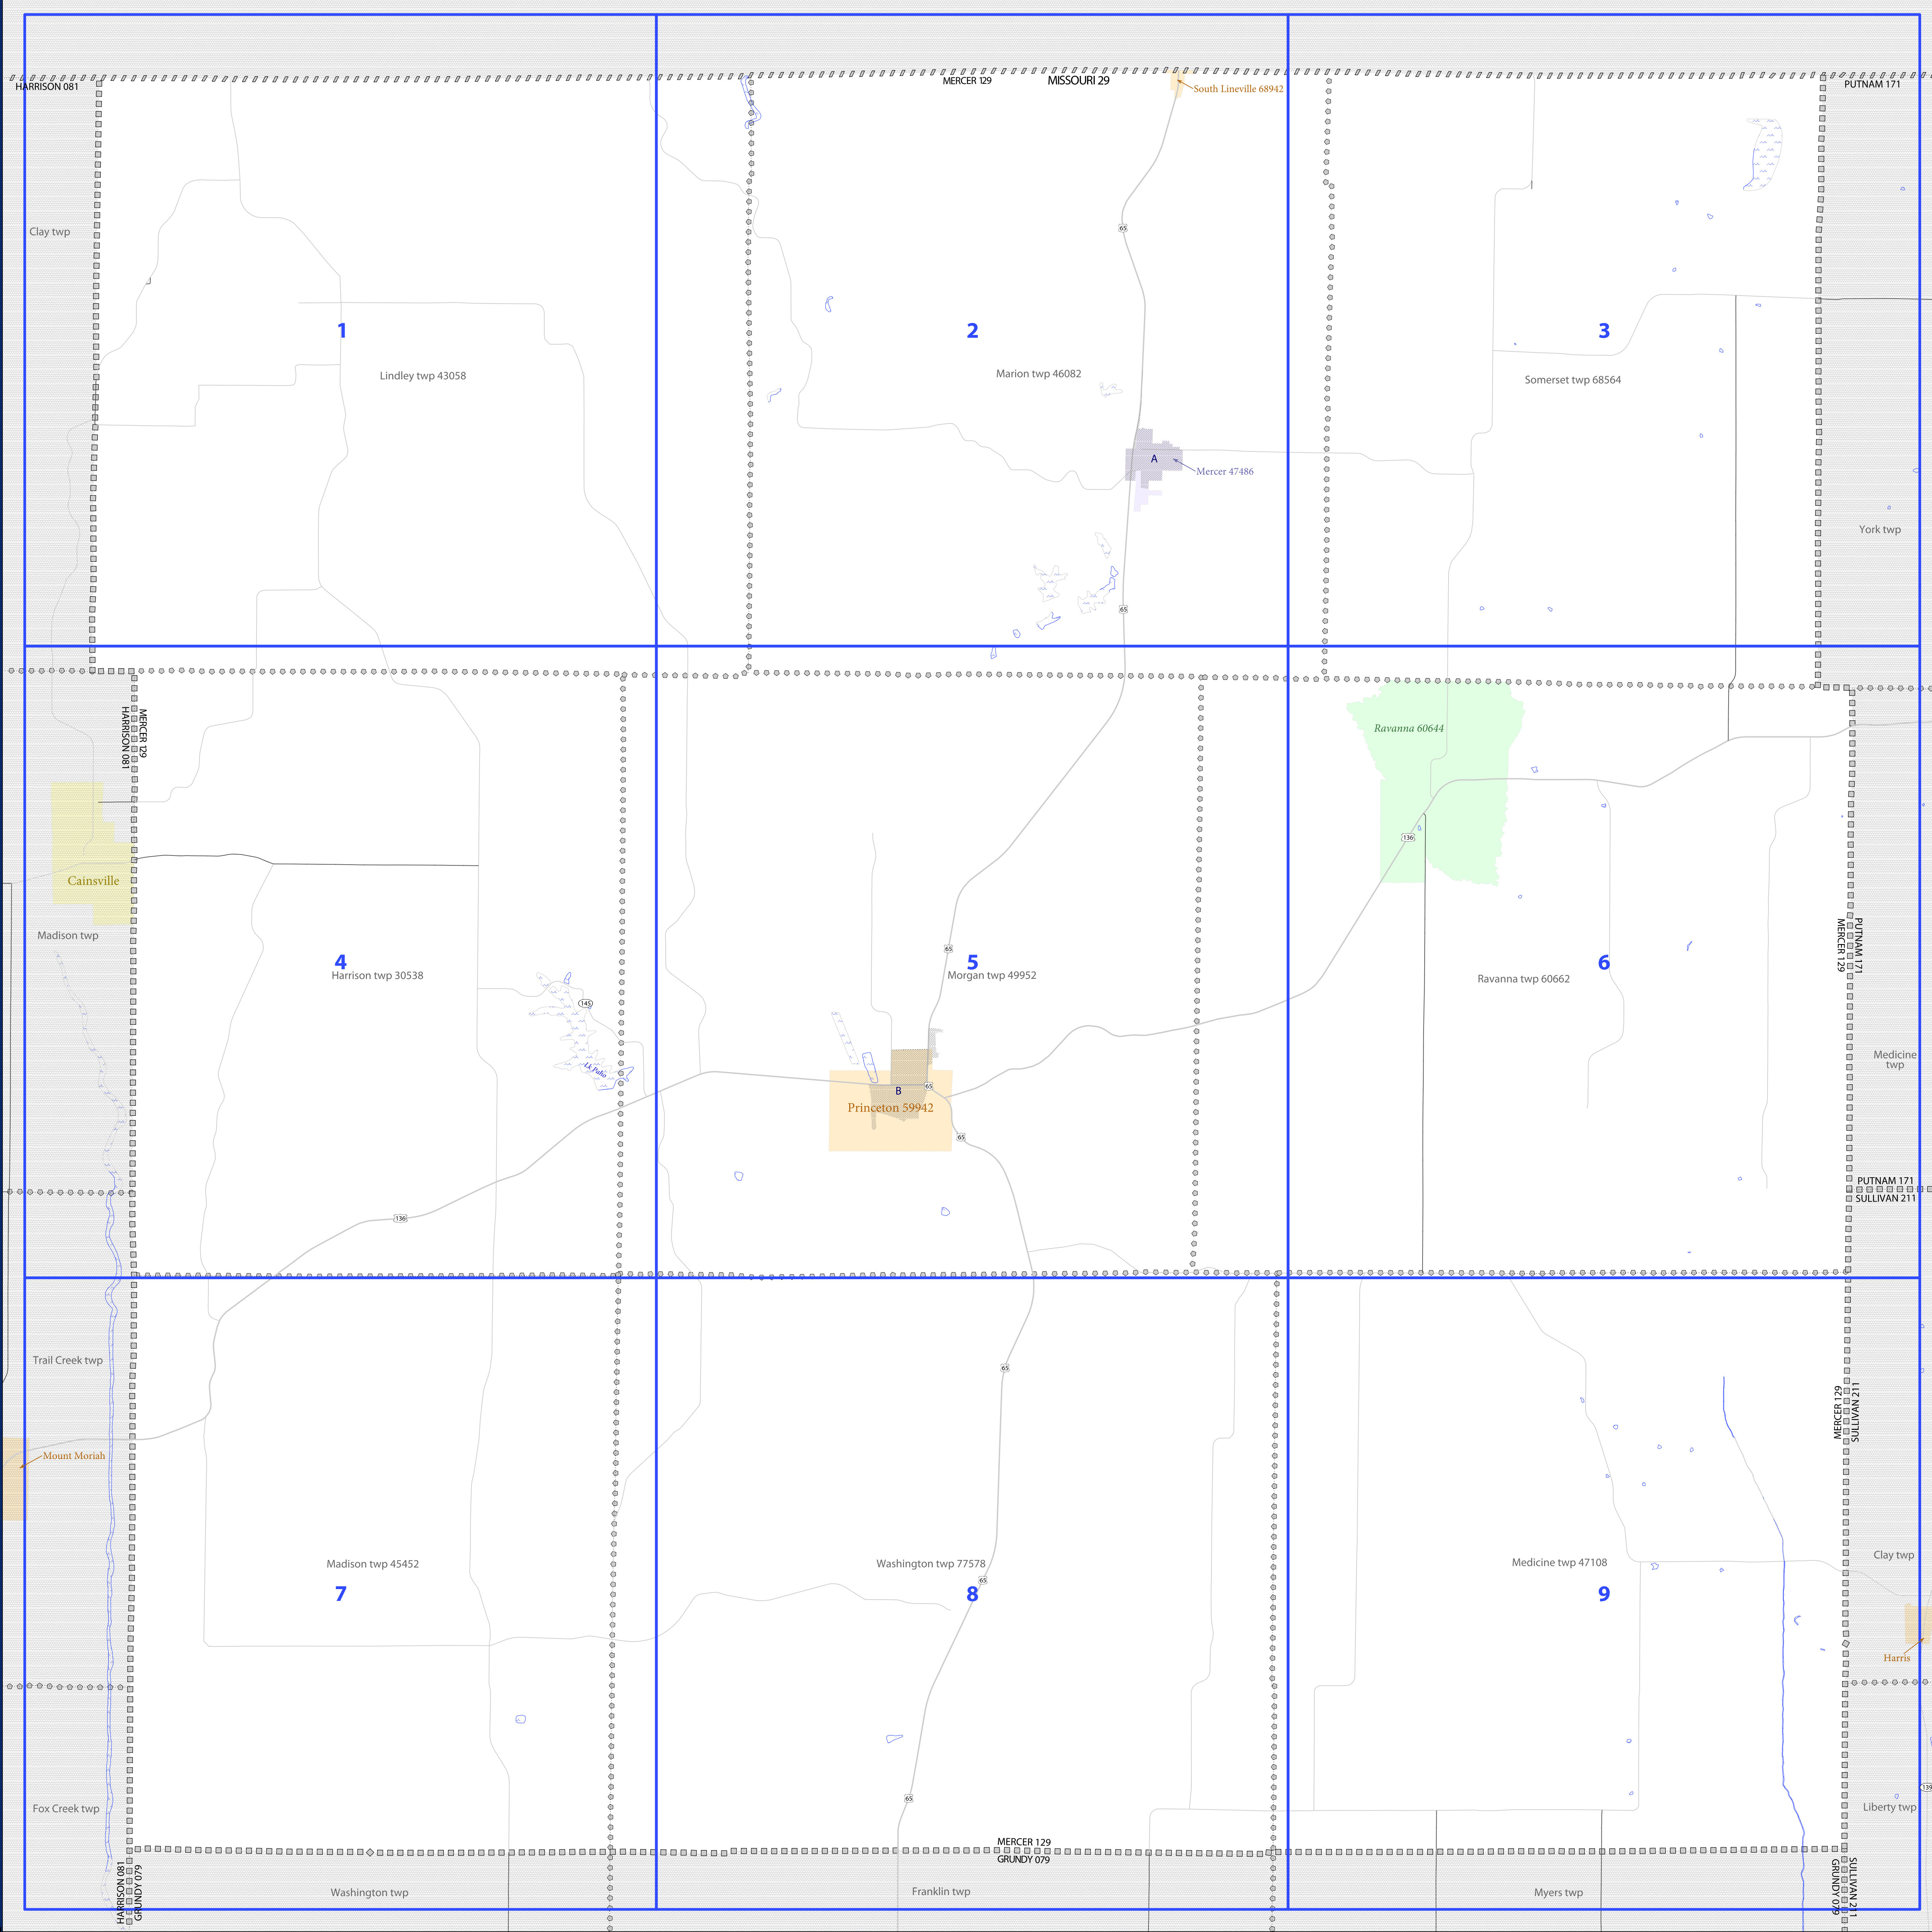 HARRISON 081
MERCER 129
MISSOURI 29
South Lineville 68942
PUTNAM 171
Clay twp
65
1
2
3
Lindley twp 43058
Marion twp 46082
Somerset twp 68564
A
Mercer 47486
York twp
65
MERCER 129
HARRISON 081
Ravanna 60644
136
Cainsville
Madison twp
65
PUTNAM 171
MERCER 129
4
5
6
Harrison twp 30538
Morgan twp 49952
Ravanna twp 60662
145
Lk Paho
Medicine
twp
B
65
Princeton 59942
65
PUTNAM 171
SULLIVAN 211
136
Trail Creek twp
65
MERCER 129
SULLIVAN 211
Mount Moriah
Madison twp 45452
Washington twp 77578
Medicine twp 47108
Clay twp
65
7
8
9
Harris
139
65
Fox Creek twp
Liberty twp
MERCER 129
GRUNDY 079
HARRISON 081
GRUNDY 079
SULLIVAN 211
GRUNDY 079
Washington twp
Franklin twp
Myers twp